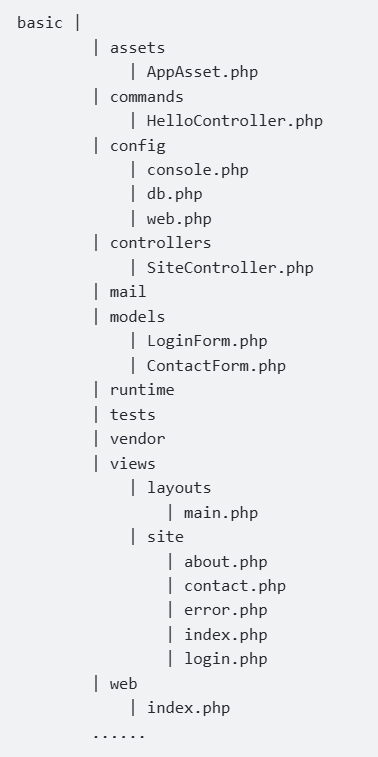 basic |
| assets
| AppAsset.php
| commands
| HelloController.php
| config
| console.php
| db.php
| web.php
| controllers
| SiteController.php
| mail
| models
| LoginForm.php
| ContactForm.php
| runtime
| tests
| vendor
| views
| layouts
| main.php
| site
| about.php
| contact.php
| error.php
| index.php
| login.php
| web
| index.php
......